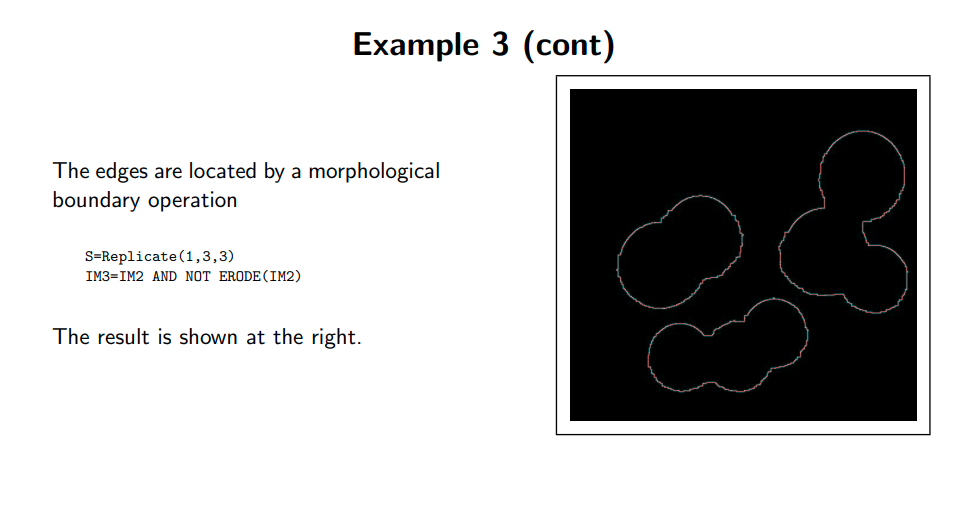 Example 3 (cont)
The edges are located by a morphological
boundary operation
S=Replicate(1,3,3)
IM3=IM2 AND NOT ERODE(IM2)
The result is shown at the right.